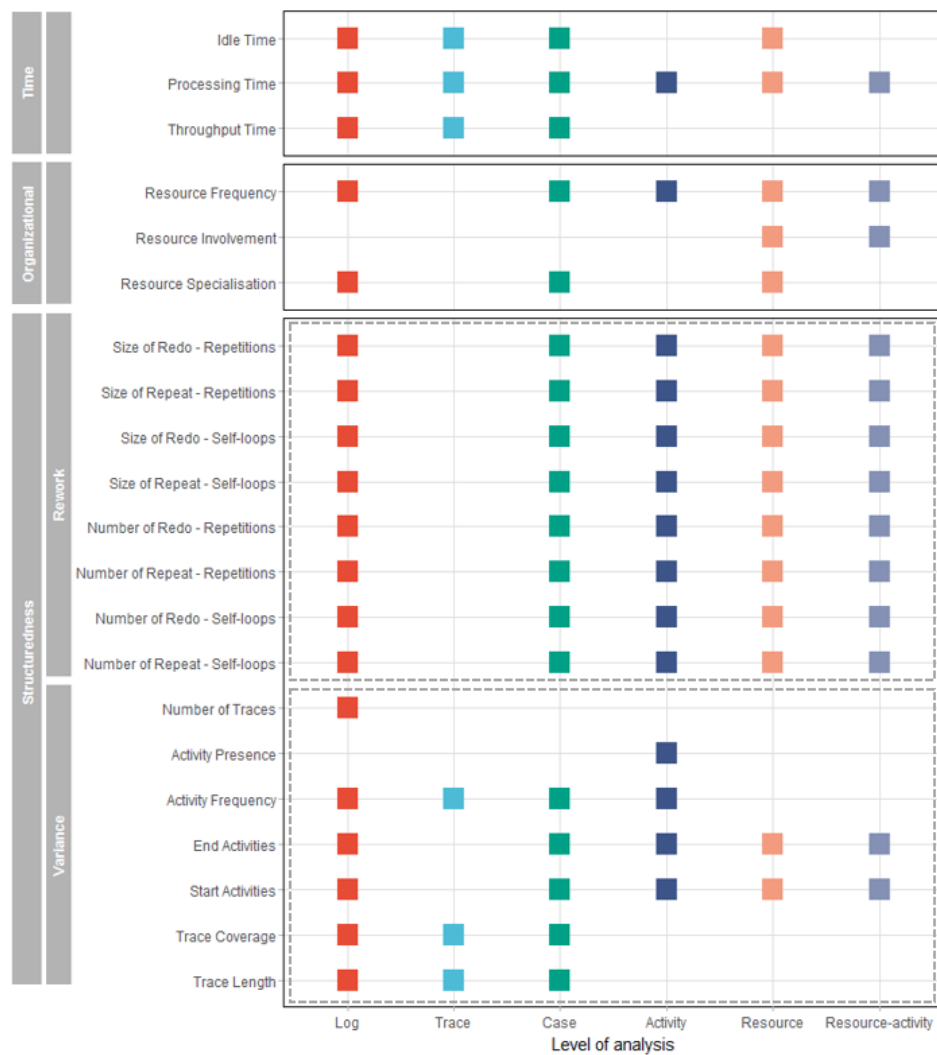 Time
Idle Time
Processing Time
Throughput Time
Organizational
Resource Frequency
Resource Involvement
Resource Specialisation
Structuredness
Rework
Size of Redo - Repetitions
Size of Repeat - Repetitions
Size of Redo - Self-loops
Size of Repeat - Self-loops
Number of Redo - Repetitions
Number of Repeat - Repetitions
Number of Redo - Self-loops
Number of Repeat - Self-loops
Variance
Number of Traces
Activity Presence
Activity Frequency
End Activities
Start Activities
Trace Coverage
Trace Length
Log Trace Case Activity Resource Resource-activity
Level of analysis